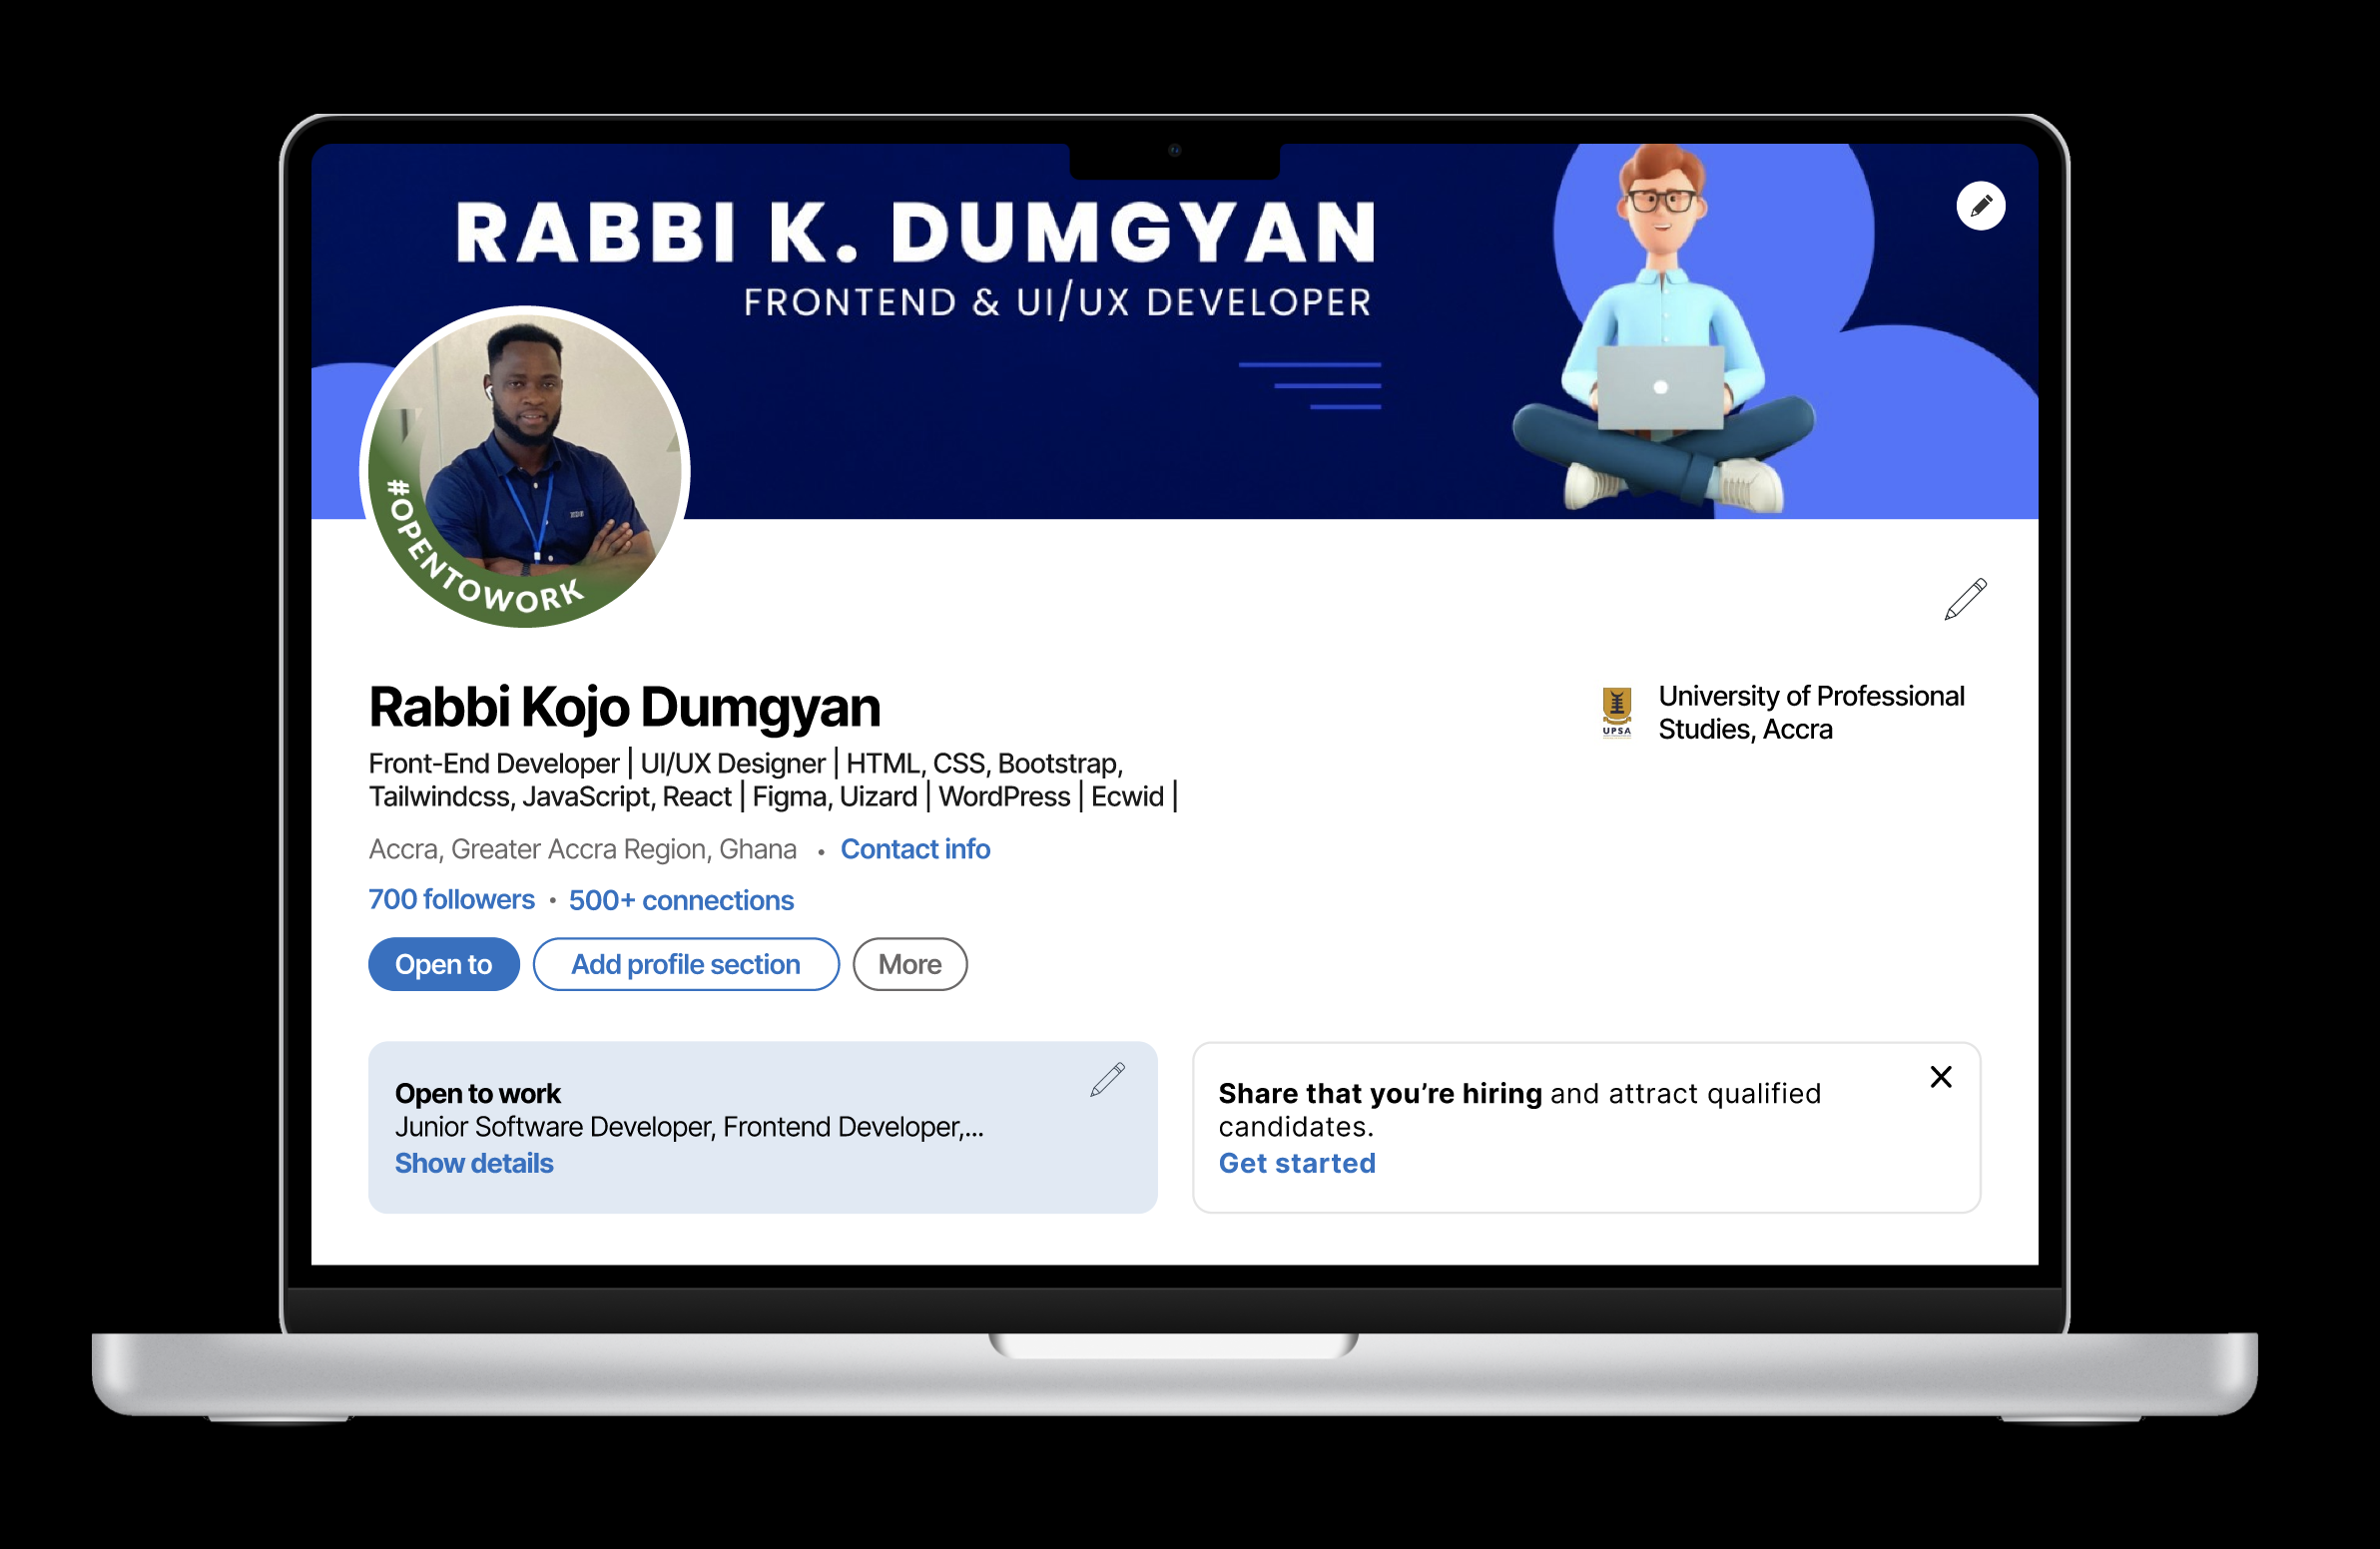 RABBI K. DUMGYAN
FRONTEND & UI/UX DEVELOPER
#OPENTOWORK
Rabbi Kojo Dumgyan
Front-End Developer | UI/UX Designer | HTML, CSS, Bootstrap,
Tailwindcss, JavaScript, React | Figma, Uizard | WordPress | Ecwid |
Accra, Greater Accra Region, Ghana • Contact info
700 followers • 500+ connections
Open to
Add profile section
More
UPSA
University of Professional
Studies, Accra
Open to work
Junior Software Developer, Frontend Developer,...
Show details
Share that you’re hiring and attract qualified
candidates.
Get started